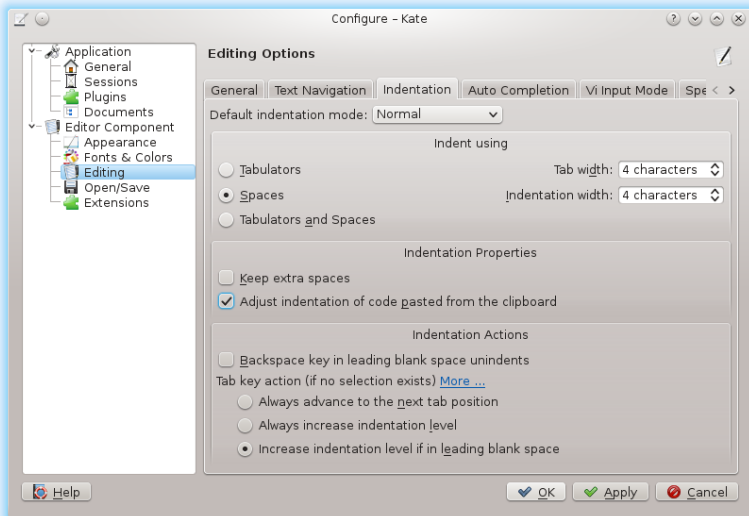 Configure – Kate
Application
General
Sessions
Plugins
Documents
Editor Component
Appearance
Fonts & Colors
Editing
Open/Save
Extensions
Editing Options
General Text Navigation Indentation Auto Completion Vi Input Mode Spe
Default indentation mode: Normal
Indent using
Tabulators Tab width: 4 characters
Spaces Indentation width: 4 characters
Tabulators and Spaces
Indentation Properties
Keep extra spaces
Adjust indentation of code pasted from the clipboard
Indentation Actions
Backspace key in leading blank space unindents
Tab key action (if no selection exists) More ...
Always advance to the next tab position
Always increase indentation level
Increase indentation level if in leading blank space
Help OK Apply Cancel